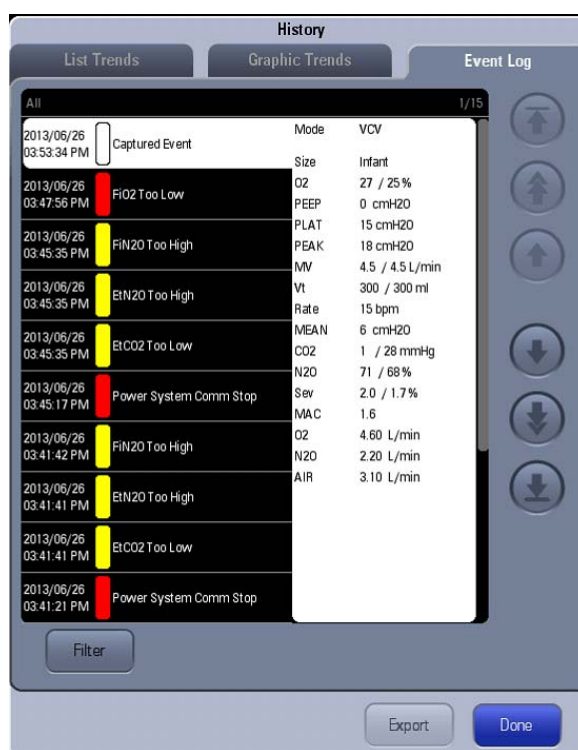 History
List Trends Graphic Trends Event Log
All 1/15
2013/06/26
03:53:34 PM Captured Event
2013/06/26
03:47:56 PM FiO2 Too Low
2013/06/26
03:45:35 PM FiN2O Too High
2013/06/26
03:45:35 PM EtN2O Too High
2013/06/26
03:45:35 PM EtCO2 Too Low
2013/06/26
03:45:17 PM Power System Comm Stop
2013/06/26
03:41:42 PM FiN2O Too High
2013/06/26
03:41:41 PM EtN2O Too High
2013/06/26
03:41:41 PM EtCO2 Too Low
2013/06/26
03:41:21 PM Power System Comm Stop
Mode VCV
Size Infant
O2 27 / 25%
PEEP 0 cmH2O
PLAT 15 cmH2O
PEAK 18 cmH2O
MV 4.5 / 4.5 L/min
Vt 300 / 300 ml
Rate 15 bpm
MEAN 6 cmH2O
CO2 1 / 28 mmHg
N2O 71 / 68%
Sev 2.0 / 1.7%
MAC 1.6
O2 4.60 L/min
N2O 2.20 L/min
AIR 3.10 L/min
Filter
Export Done